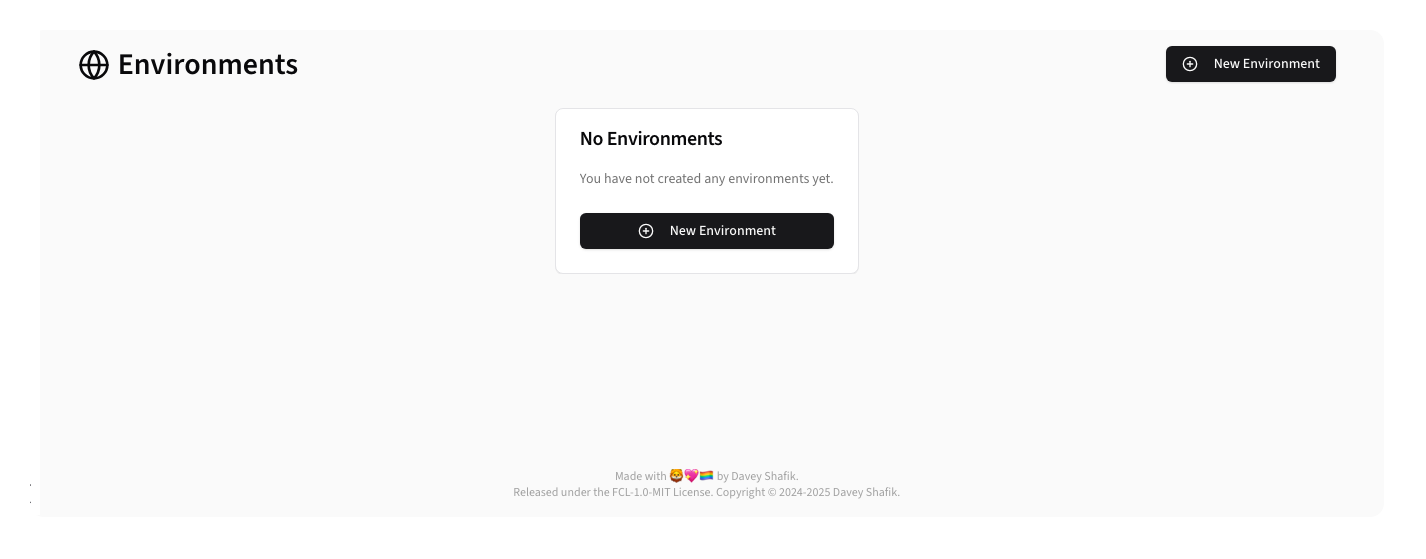 Environments
New Environment
No Environments
You have not created any environments yet.
New Environment
Made with 🦁💖🏳️‍🌈 by Davey Shafik.
Released under the FCL-1.0-MIT License. Copyright © 2024-2025 Davey Shafik.